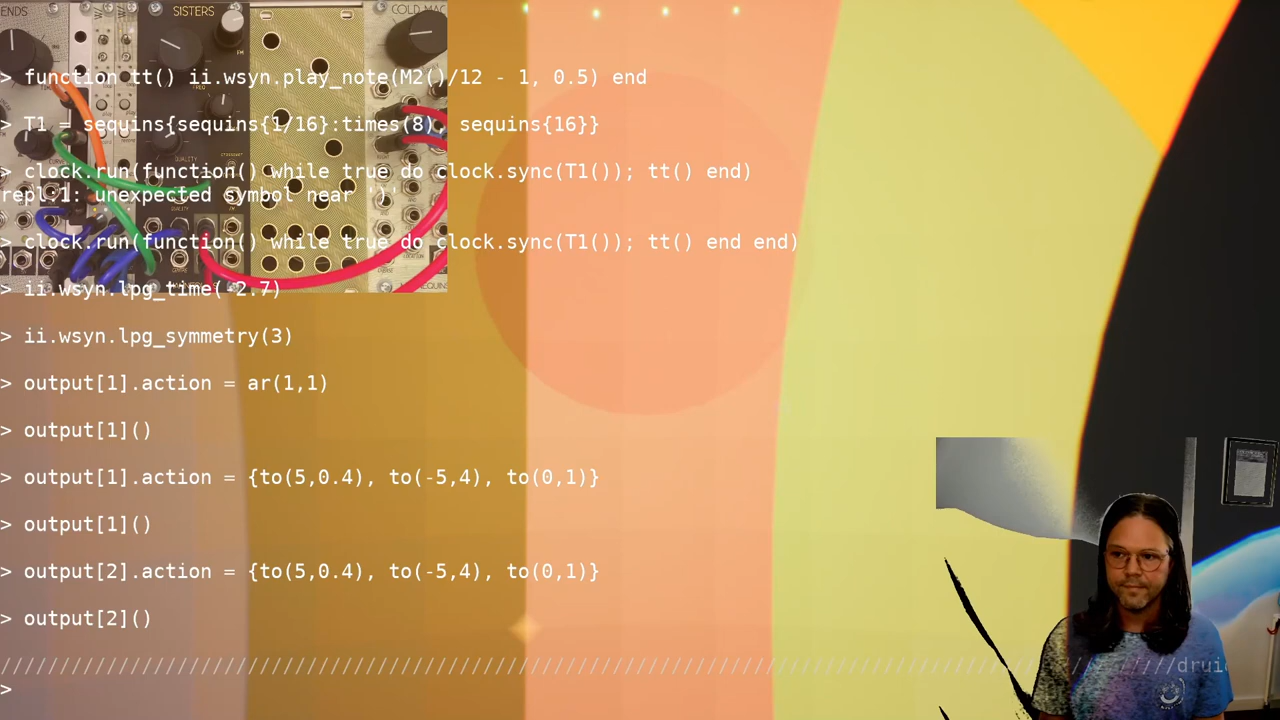 ENDS
SISTERS
COLD MAC
> function tt() ii.wsyn.play_note(M2()/12 - 1, 0.5) end
> T1 = sequins{sequins{1/16}:times(8), sequins{16}}
> clock.run(function() while true do clock.sync(T1()); tt() end)
repl:1: unexpected symbol near ')'
> clock.run(function() while true do clock.sync(T1()); tt() end end)
> ii.wsyn.lpg_time(-2.7)
> ii.wsyn.lpg_symmetry(3)
> output[1].action = ar(1,1)
> output[1]()
> output[1].action = {to(5,0.4), to(-5,4), to(0,1)}
> output[1]()
> output[2].action = {to(5,0.4), to(-5,4), to(0,1)}
> output[2]()
druid
>